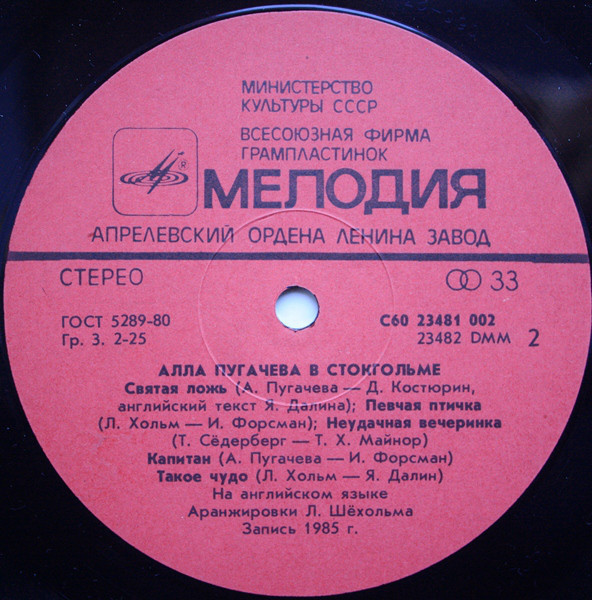 МИНИСТЕРСТВО
КУЛЬТУРЫ СССР
ВСЕСОЮЗНАЯ ФИРМА
ГРАМПЛАСТИНОК
®
МЕЛОДИЯ
АПРЕЛЕВСКИЙ ОРДЕНА ЛЕНИНА ЗАВОД
СТЕРЕО 33
ГОСТ 5289-80 С60 23481 002
Гр. 3. 2-25 23482 DMM 2
АЛЛА ПУГАЧЕВА В СТОКГОЛЬМЕ
Святая ложь (А. Пугачева — Д. Костюрин,
английский текст Я. Далина); Певчая птичка
(Л. Хольм — И. Форсман); Неудачная вечеринка
(Т. Сёдерберг — Т. Х. Майнор)
Капитан (А. Пугачева — И. Форсман)
Такое чудо (Л. Хольм — Я. Далин)
На английском языке
Аранжировки Л. Шёхольма
Запись 1985 г.